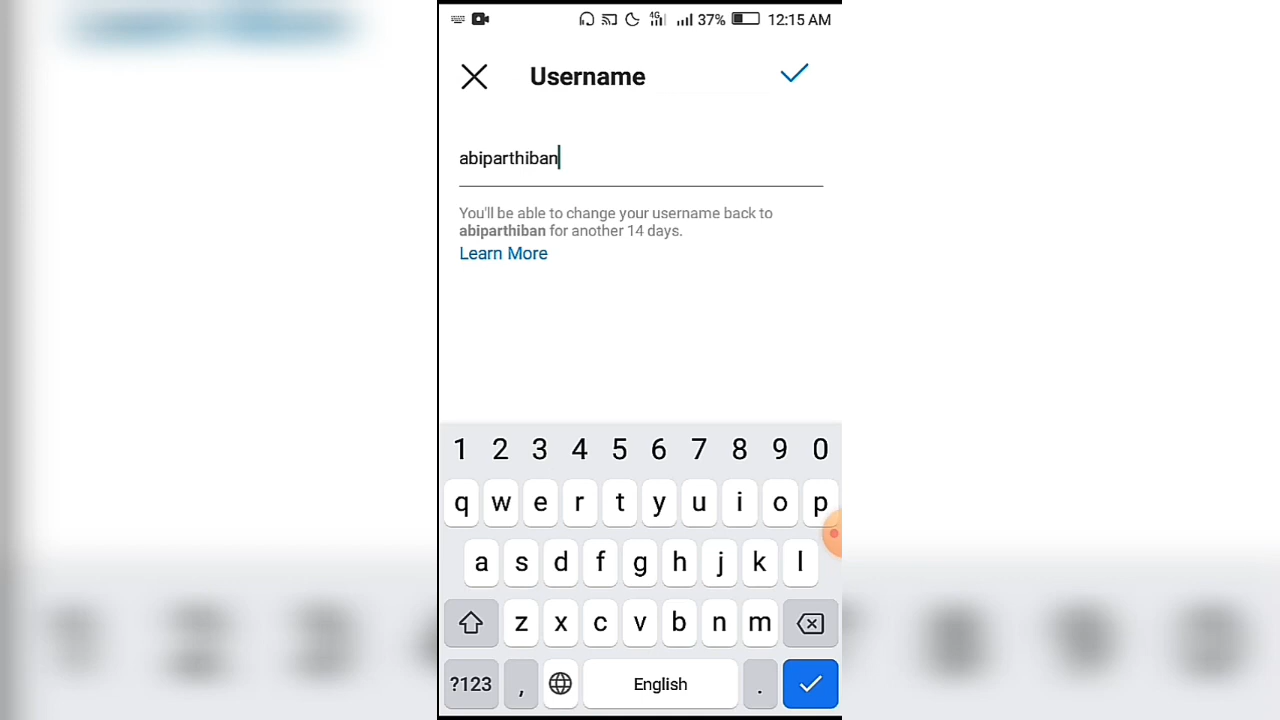 37% 12:15 AM
Username
abiparthiban
You'll be able to change your username back to
abiparthiban for another 14 days.
Learn More
1 2 3 4 5 6 7 8 9 0
q w e r t y u i o p
a s d f g h j k l
z x c v b n m
?123 , English .